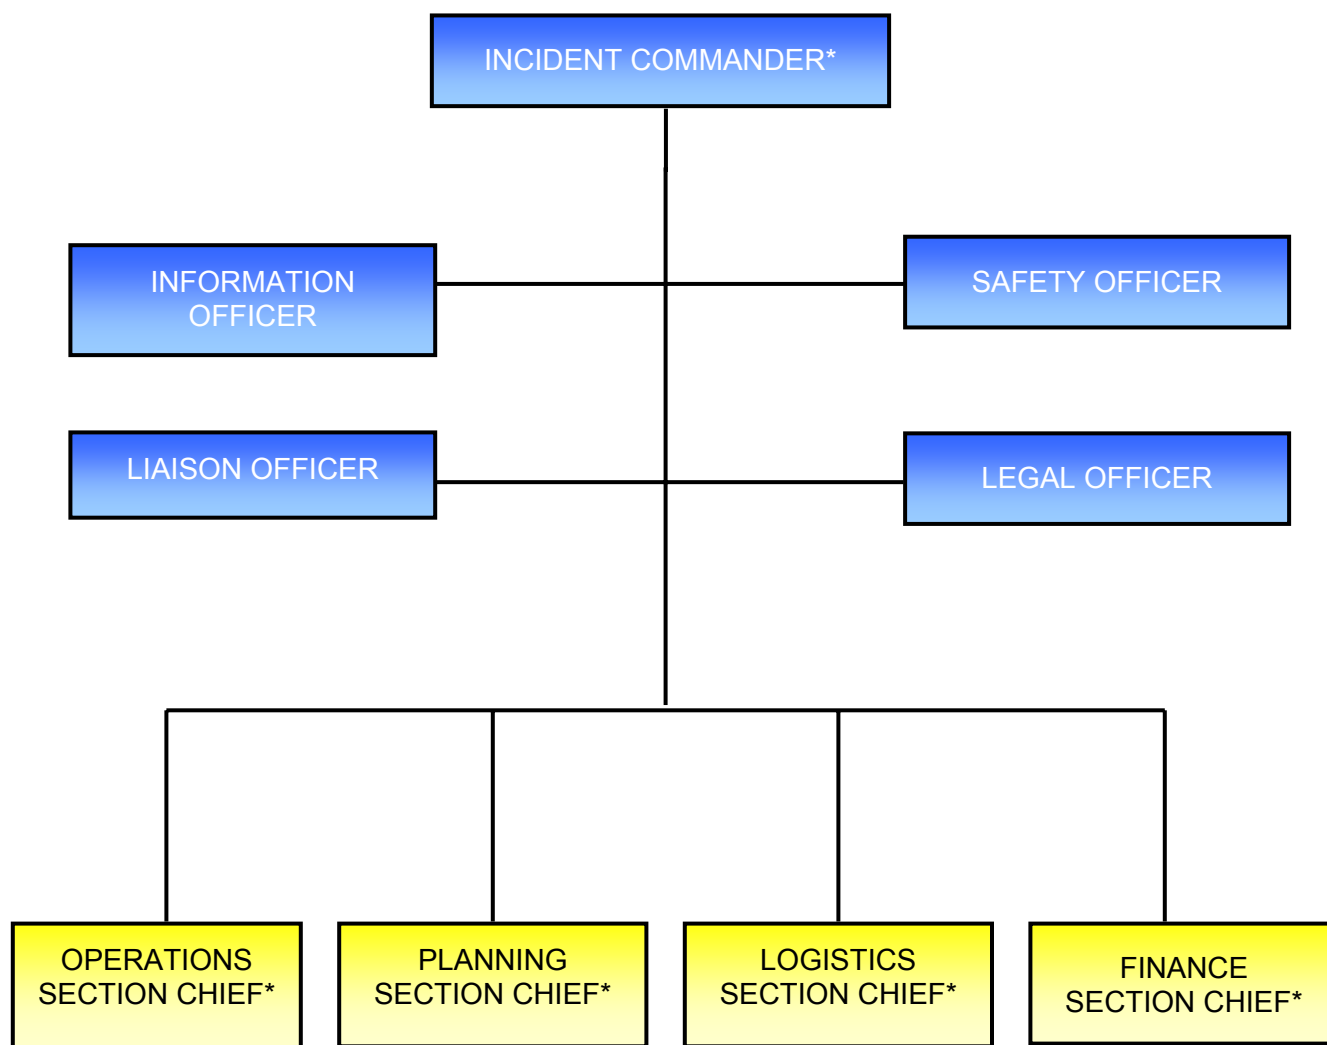 INCIDENT COMMANDER*
INFORMATION
OFFICER
SAFETY OFFICER
LIAISON OFFICER
LEGAL OFFICER
OPERATIONS
SECTION CHIEF*
PLANNING
SECTION CHIEF*
LOGISTICS
SECTION CHIEF*
FINANCE
SECTION CHIEF*